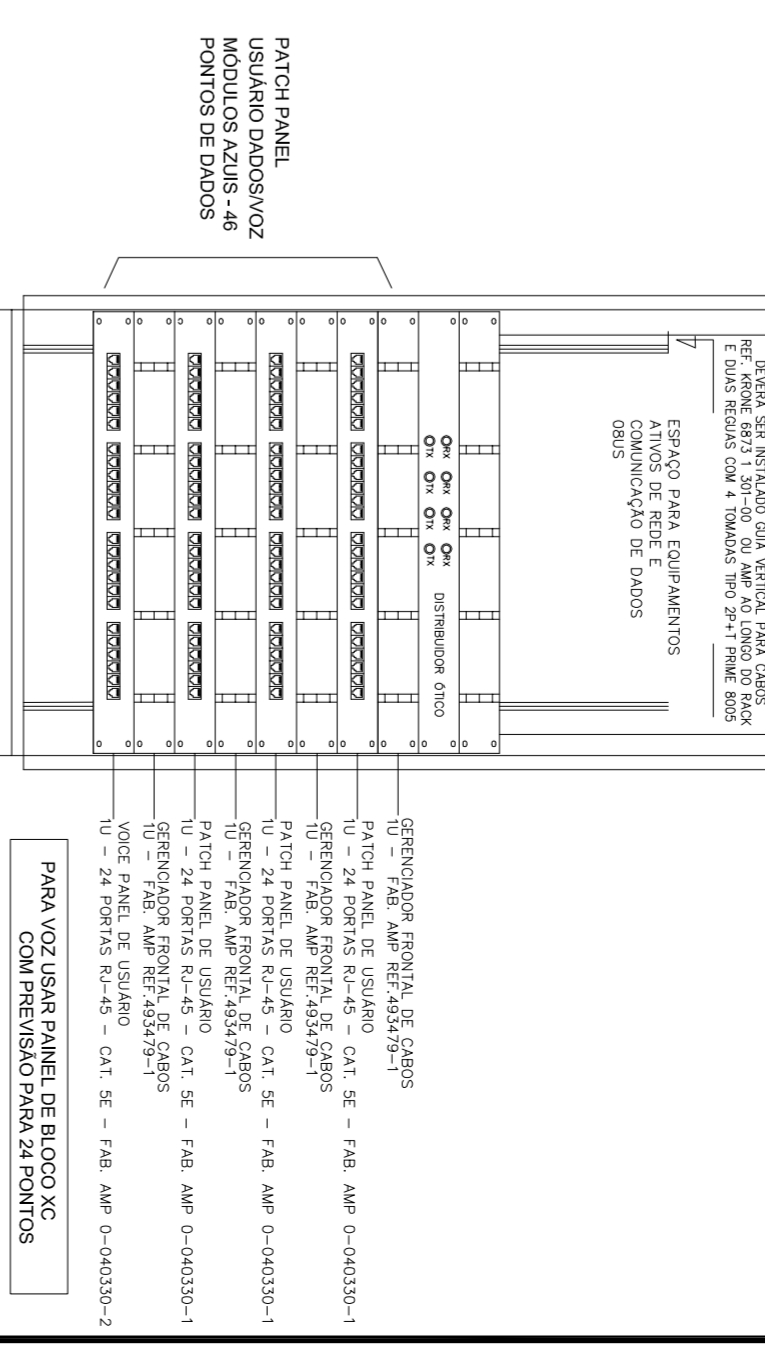 DEVERÁ SER INSTALADO GUIA VERTICAL PARA CABOS
REF. KRONE 6873 1 301-00 OU AMP AO LONGO DO RACK
E DUAS REGUAS COM 4 TOMADAS TIPO 2P+T PRIME 8005
ESPAÇO PARA EQUIPAMENTOS
ATIVOS DE REDE E
COMUNICAÇÃO DE DADOS
08US
PATCH PANEL
USUÁRIO DADOS/VOZ
MÓDULOS AZUIS - 46
PONTOS DE DADOS
RX RX RX RX
TX TX TX TX
DISTRIBUIDOR ÓTICO
GERENCIADOR FRONTAL DE CABOS
1U - FAB. AMP REF.493479-1
PATCH PANEL DE USUÁRIO
1U - 24 PORTAS RJ-45 - CAT. 5E - FAB. AMP 0-040330-1
GERENCIADOR FRONTAL DE CABOS
1U - FAB. AMP REF.493479-1
PATCH PANEL DE USUÁRIO
1U - 24 PORTAS RJ-45 - CAT. 5E - FAB. AMP 0-040330-1
GERENCIADOR FRONTAL DE CABOS
1U - FAB. AMP REF.493479-1
PATCH PANEL DE USUÁRIO
1U - 24 PORTAS RJ-45 - CAT. 5E - FAB. AMP 0-040330-1
GERENCIADOR FRONTAL DE CABOS
1U - FAB. AMP REF.493479-1
VOICE PANEL DE USUÁRIO
1U - 24 PORTAS RJ-45 - CAT. 5E - FAB. AMP 0-040330-2
PARA VOZ USAR PAINEL DE BLOCO XC
COM PREVISÃO PARA 24 PONTOS